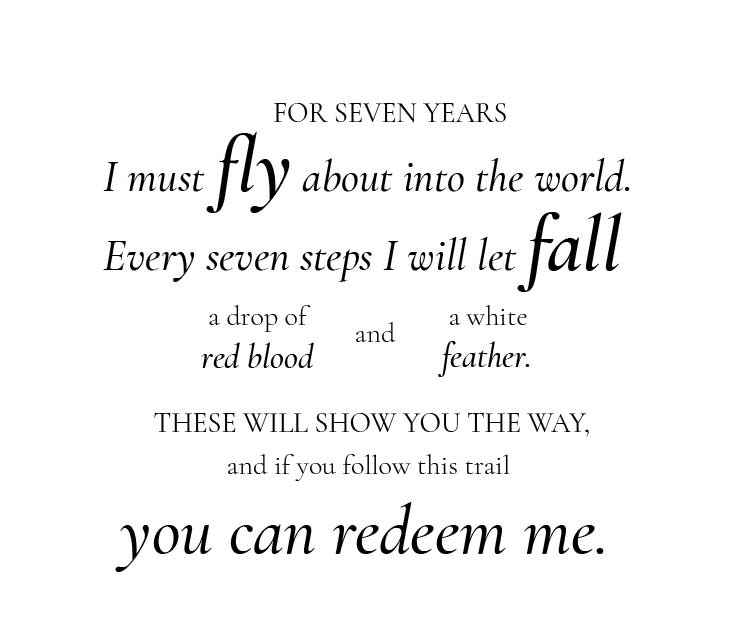 FOR SEVEN YEARS
I must fly about into the world.
Every seven steps I will let fall
a drop of
red blood
and
a white
feather.
THESE WILL SHOW YOU THE WAY,
and if you follow this trail
you can redeem me.